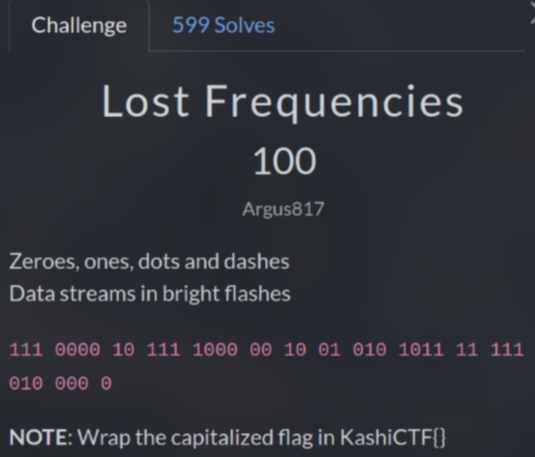 Challenge
599 Solves
Lost Frequencies
100
Argus817
Zeroes, ones, dots and dashes
Data streams in bright flashes
111 0000 10 111 1000 00 10 01 010 1011 11 111
010 000 0
NOTE: Wrap the capitalized flag in KashiCTF{}